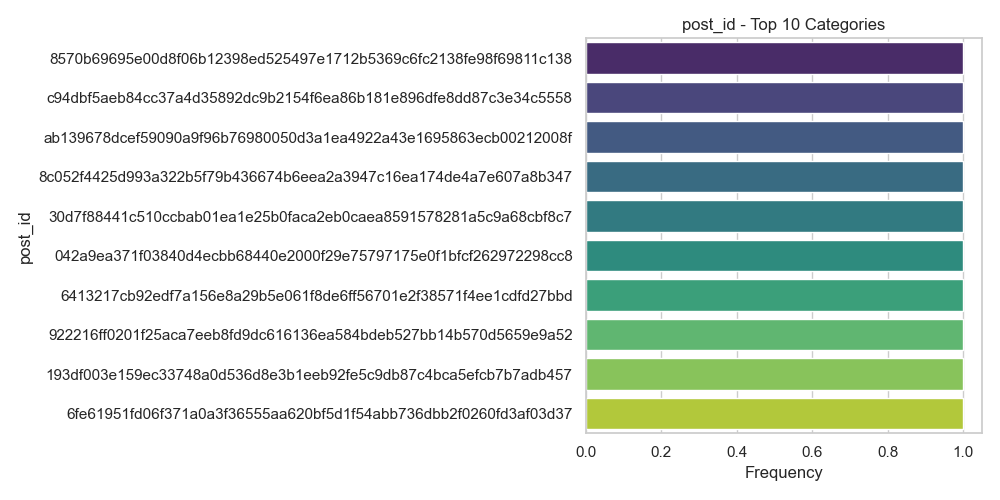 post_id - Top 10 Categories
8570b69695e00d8f06b12398ed525497e1712b5369c6fc2138fe98f69811c138
c94dbf5aeb84cc37a4d35892dc9b2154f6ea86b181e896dfe8dd87c3e34c5558
ab139678dcef59090a9f96b76980050d3a1ea4922a43e1695863ecb00212008f
8c052f4425d993a322b5f79b436674b6eea2a3947c16ea174de4a7e607a8b347
30d7f88441c510ccbab01ea1e25b0faca2eb0caea8591578281a5c9a68cbf8c7
042a9ea371f03840d4ecbb68440e2000f29e75797175e0f1bfcf262972298cc8
6413217cb92edf7a156e8a29b5e061f8de6ff56701e2f38571f4ee1cdfd27bbd
922216ff0201f25aca7eeb8fd9dc616136ea584bdeb527bb14b570d5659e9a52
193df003e159ec33748a0d536d8e3b1eeb92fe5c9db87c4bca5efcb7b7adb457
6fe61951fd06f371a0a3f36555aa620bf5d1f54abb736dbb2f0260fd3af03d37
post_id
0.0 0.2 0.4 0.6 0.8 1.0
Frequency